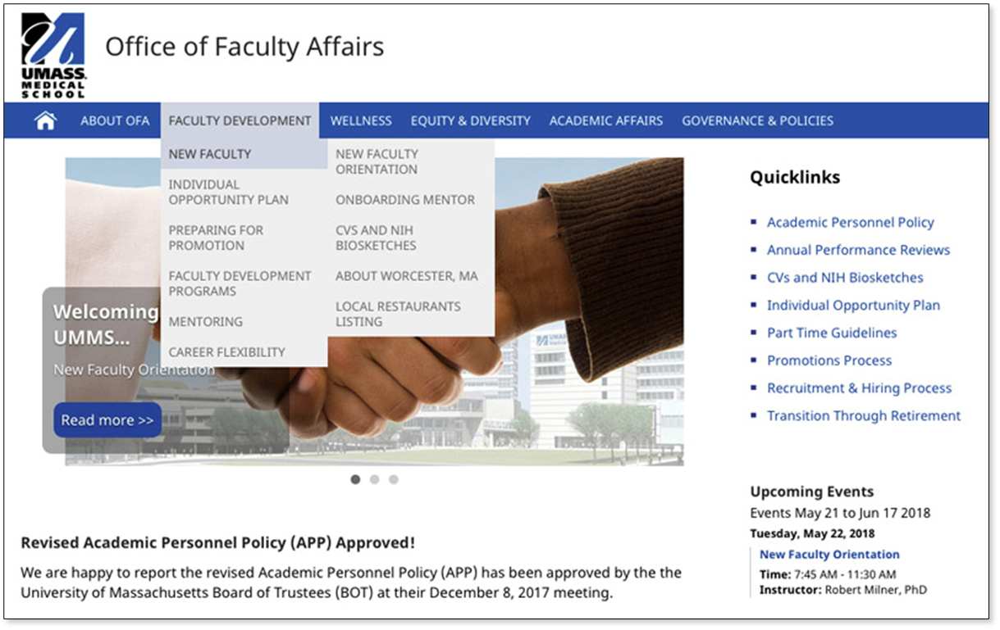 UMASS
MEDICAL
SCHOOL
Office of Faculty Affairs
ABOUT OFA
FACULTY DEVELOPMENT
WELLNESS
EQUITY & DIVERSITY
ACADEMIC AFFAIRS
GOVERNANCE & POLICIES
NEW FACULTY
INDIVIDUAL
OPPORTUNITY PLAN
PREPARING FOR
PROMOTION
FACULTY DEVELOPMENT
PROGRAMS
MENTORING
CAREER FLEXIBILITY
NEW FACULTY
ORIENTATION
ONBOARDING MENTOR
CVS AND NIH
BIOSKETCHES
ABOUT WORCESTER, MA
LOCAL RESTAURANTS
LISTING
Welcoming
UMMS...
New Faculty Orientation
Read more >>
UMASS
Quicklinks
Academic Personnel Policy
Annual Performance Reviews
CVs and NIH Biosketches
Individual Opportunity Plan
Part Time Guidelines
Promotions Process
Recruitment & Hiring Process
Transition Through Retirement
Upcoming Events
Events May 21 to Jun 17 2018
Tuesday, May 22, 2018
New Faculty Orientation
Time: 7:45 AM - 11:30 AM
Instructor: Robert Milner, PhD
Revised Academic Personnel Policy (APP) Approved!
We are happy to report the revised Academic Personnel Policy (APP) has been approved by the the
University of Massachusetts Board of Trustees (BOT) at their December 8, 2017 meeting.